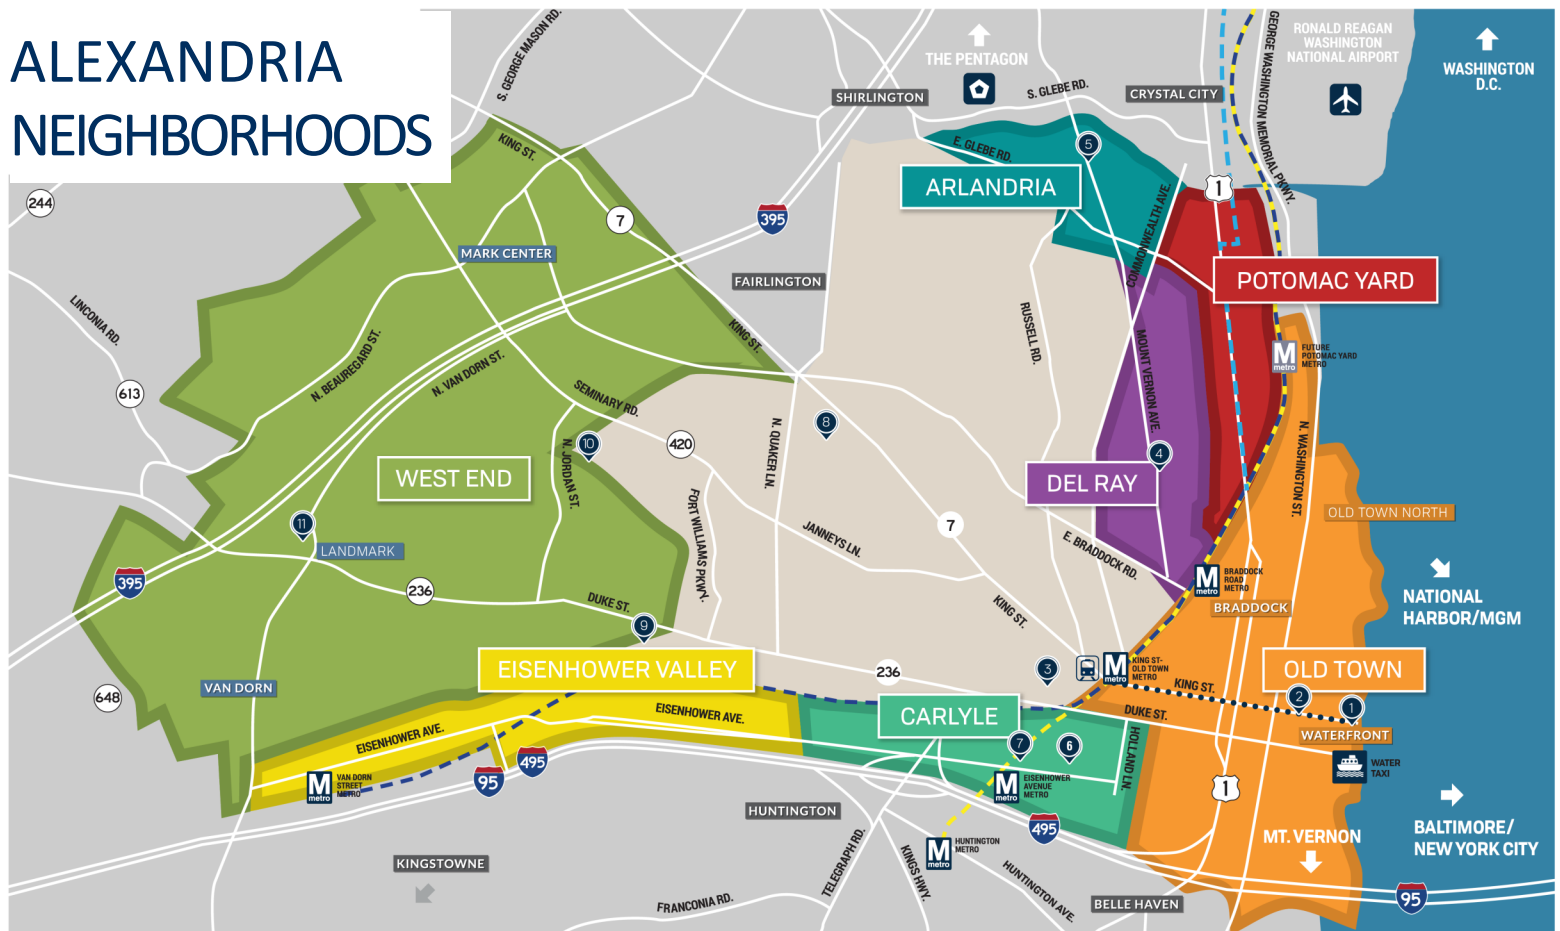 ALEXANDRIA
NEIGHBORHOODS
S. GEORGE MASON RD.
THE PENTAGON
RONALD REAGAN
WASHINGTON
NATIONAL AIRPORT
WASHINGTON
D.C.
SHIRLINGTON
S. GLEBE RD.
CRYSTAL CITY
GEORGE WASHINGTON MEMORIAL PKWY.
KING ST.
E. GLEBE RD.
5
244
7
395
ARLANDRIA
1
COMMONWEALTH AVE.
MARK CENTER
FAIRLINGTON
POTOMAC YARD
LINCONIA RD.
KING ST.
RUSSELL RD.
MOUNT VERNON AVE.
M
metro
FUTURE
POTOMAC YARD
METRO
N. BEAUREGARD ST.
N. VAN DORN ST.
613
SEMINARY RD.
8
10
420
N. JORDAN ST.
N. QUAKER LN.
4
N. WASHINGTON ST.
WEST END
DEL RAY
OLD TOWN NORTH
FORT WILLIAMS PKWY.
11
LANDMARK
JANNEYS LN.
7
E. BRADDOCK RD.
395
236
DUKE ST.
KING ST.
M
metro
BRADDOCK
ROAD
METRO
BRADDOCK
NATIONAL
HARBOR/MGM
9
EISENHOWER VALLEY
236
3
M
metro
KING ST-
OLD TOWN
METRO
OLD TOWN
648
VAN DORN
KING ST.
2
1
EISENHOWER AVE.
CARLYLE
DUKE ST.
WATERFRONT
EISENHOWER AVE.
7
6
HOLLAND LN.
WATER
TAXI
495
95
M
metro
VAN DORN
STREET
METRO
M
metro
EISENHOWER
AVENUE
METRO
1
HUNTINGTON
495
BALTIMORE/
NEW YORK CITY
MT. VERNON
M
metro
HUNTINGTON
METRO
KINGSTOWNE
TELEGRAPH RD.
KINGS HWY.
HUNTINGTON AVE.
FRANCONIA RD.
BELLE HAVEN
95